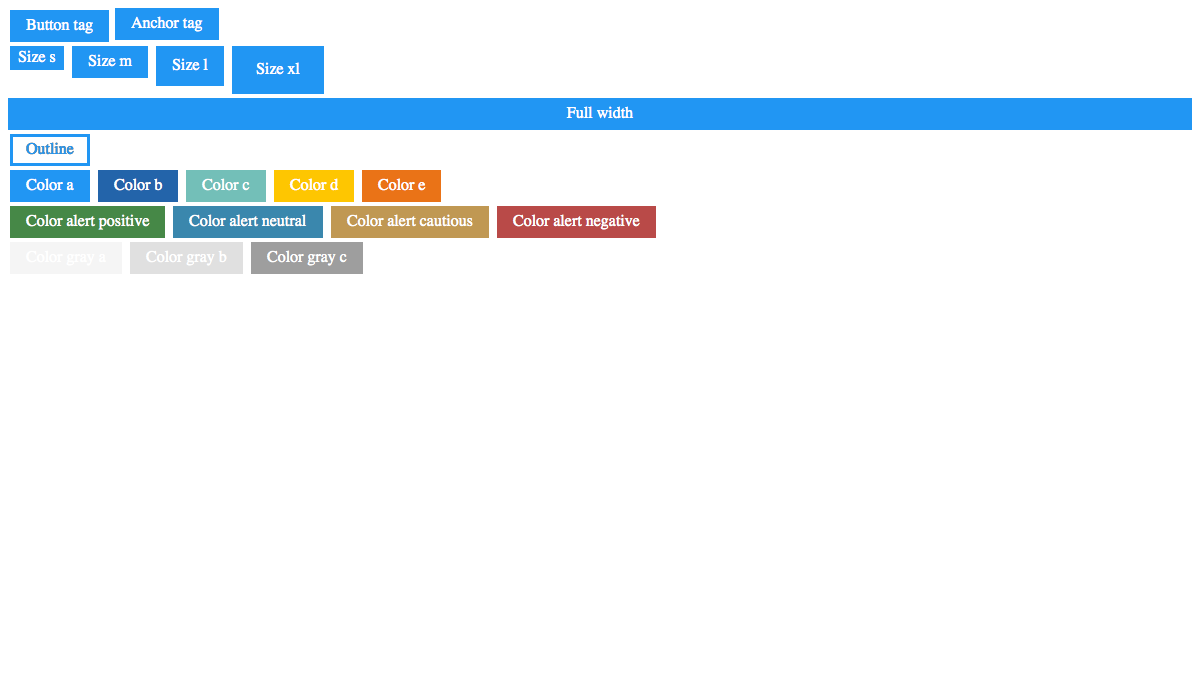 Button tag Anchor tag
Size s Size m Size l Size xl
Full width
Outline
Color a Color b Color c Color d Color e
Color alert positive Color alert neutral Color alert cautious Color alert negative
Color gray a Color gray b Color gray c